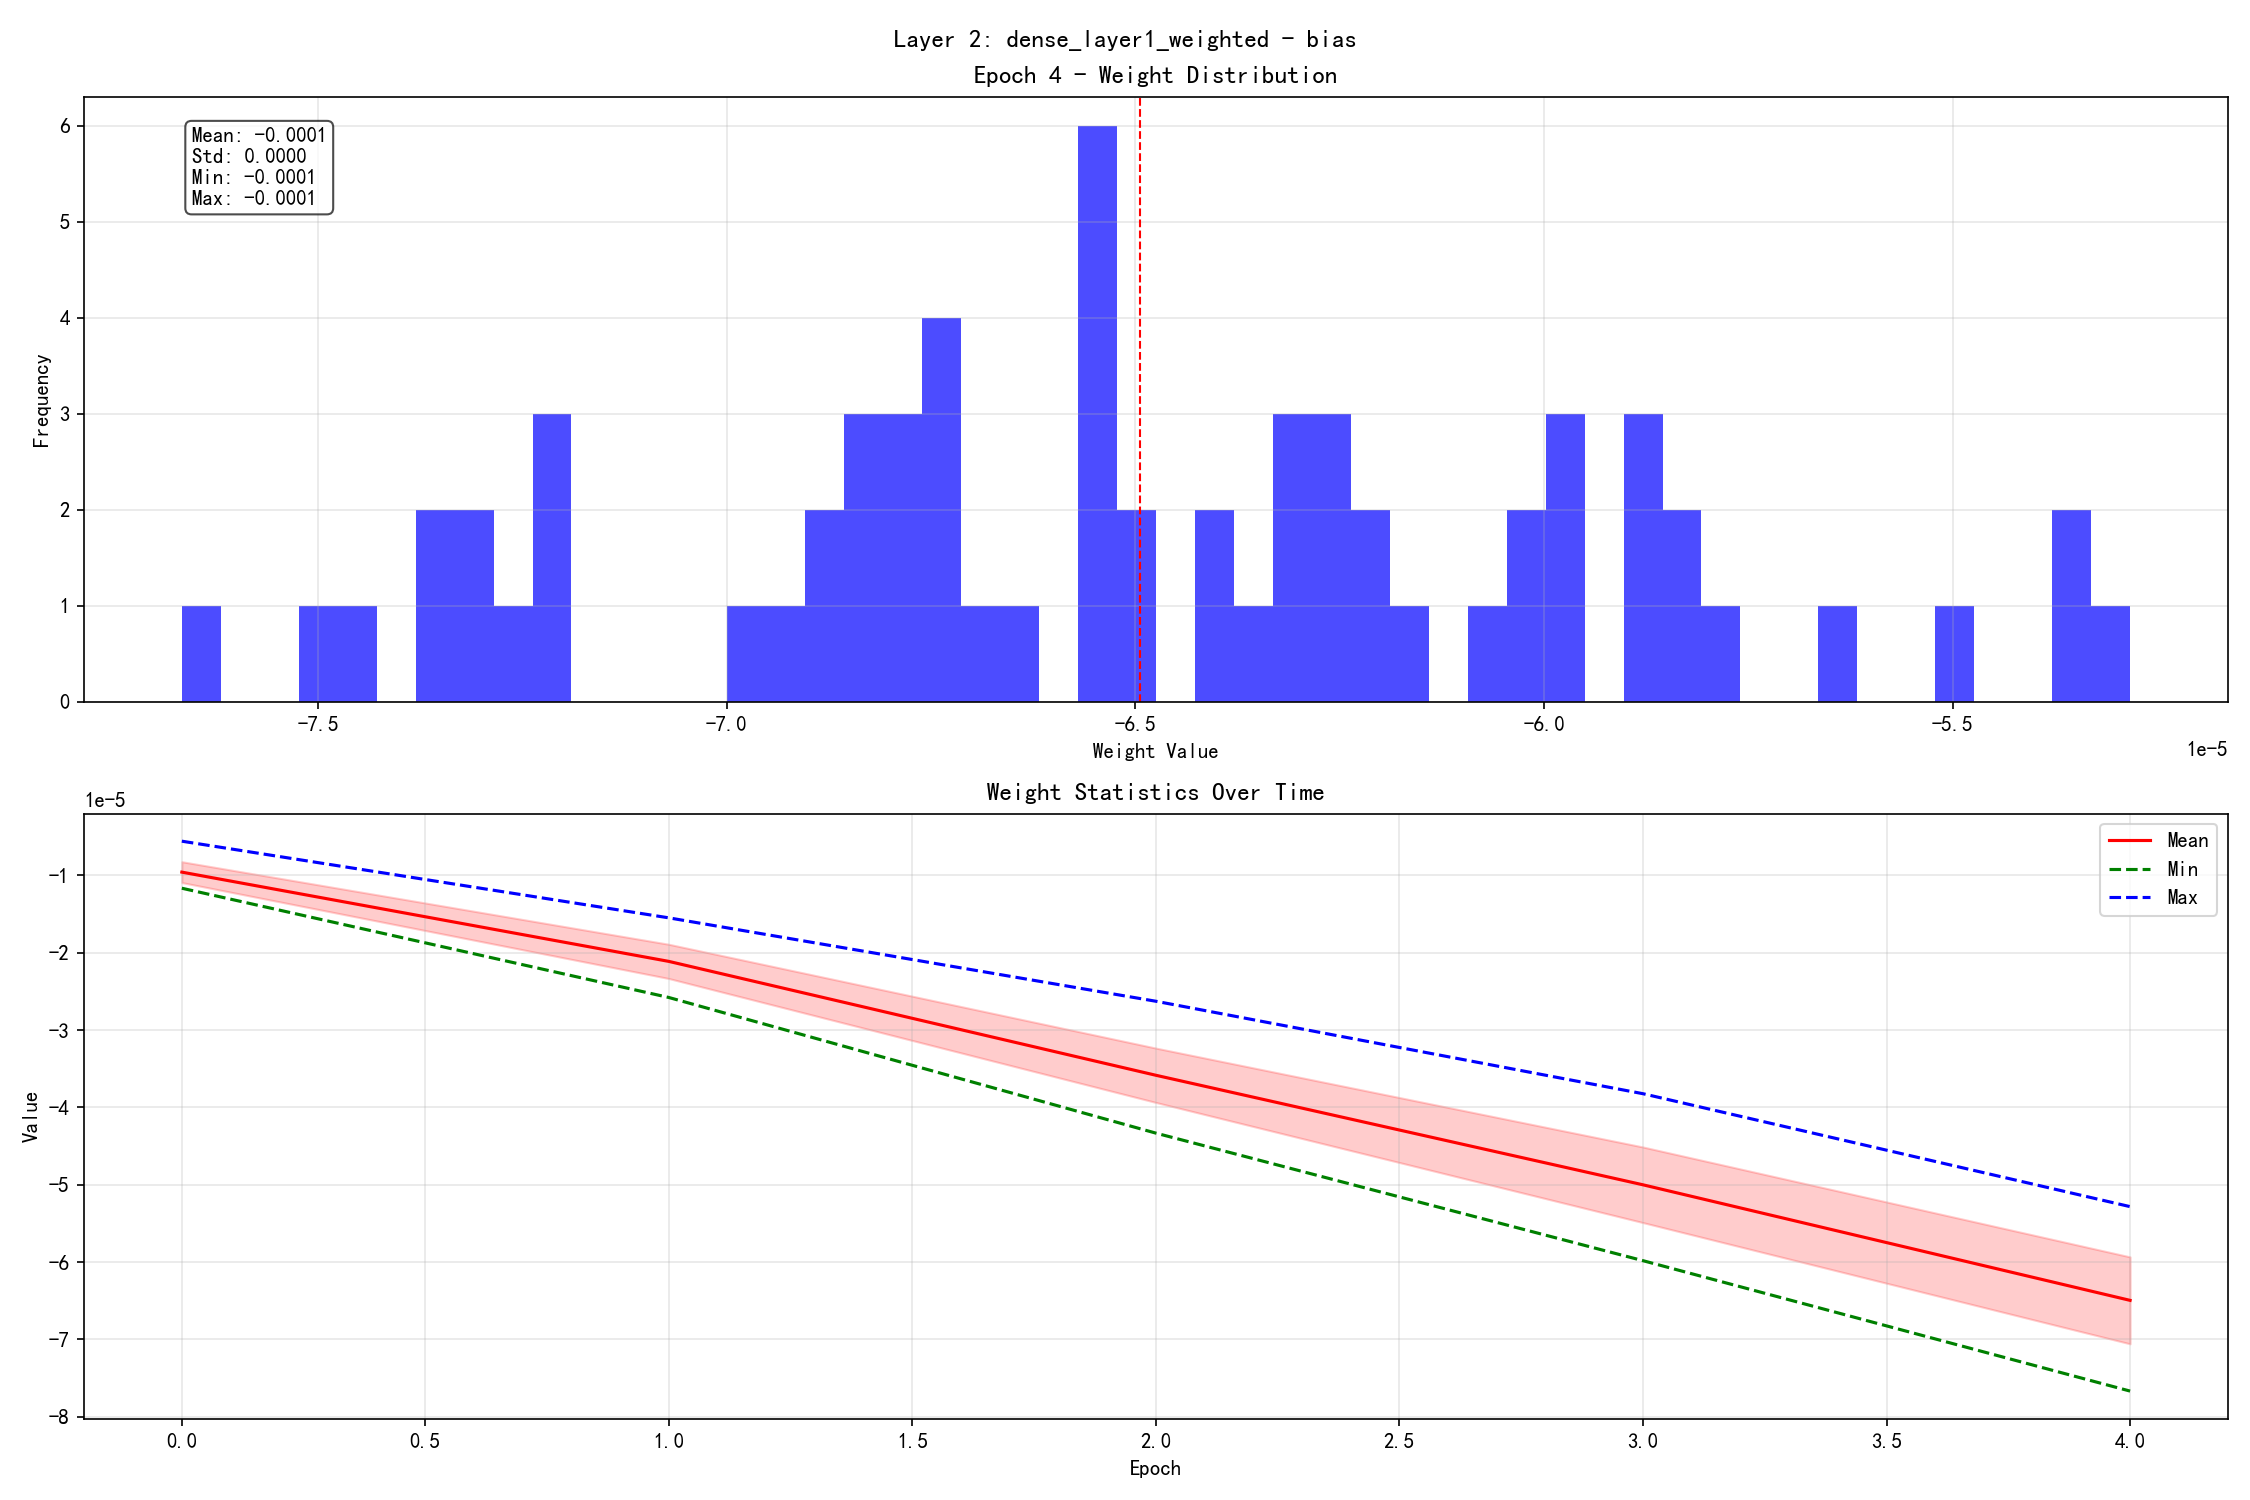 Layer 2: dense_layer1_weighted - bias
Epoch 4 - Weight Distribution
Mean: -0.0001
Std: 0.0000
Min: -0.0001
Max: -0.0001
Frequency
6
5
4
3
2
1
0
-7.5 -7.0 -6.5 -6.0 -5.5
Weight Value
1e-5
Weight Statistics Over Time
1e-5
Mean
Min
Max
Value
-1
-2
-3
-4
-5
-6
-7
-8
0.0 0.5 1.0 1.5 2.0 2.5 3.0 3.5 4.0
Epoch